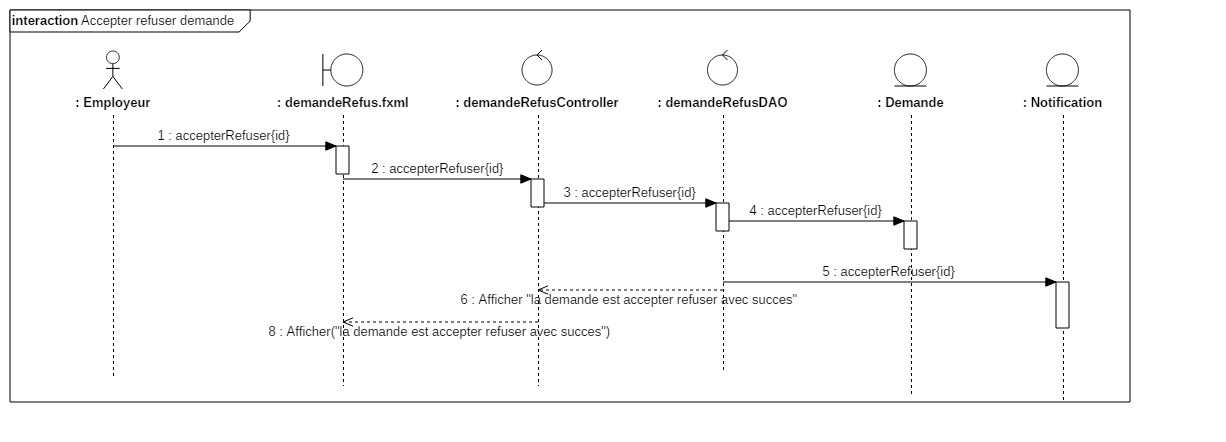 interaction Accepter refuser demande
: Employeur
: demandeRefus.fxml
: demandeRefusController
: demandeRefusDAO
: Demande
: Notification
1 : accepterRefuser{id}
2 : accepterRefuser{id}
3 : accepterRefuser{id}
4 : accepterRefuser{id}
5 : accepterRefuser{id}
6 : Afficher "la demande est accepter refuser avec succes"
8 : Afficher("la demande est accepter refuser avec succes")